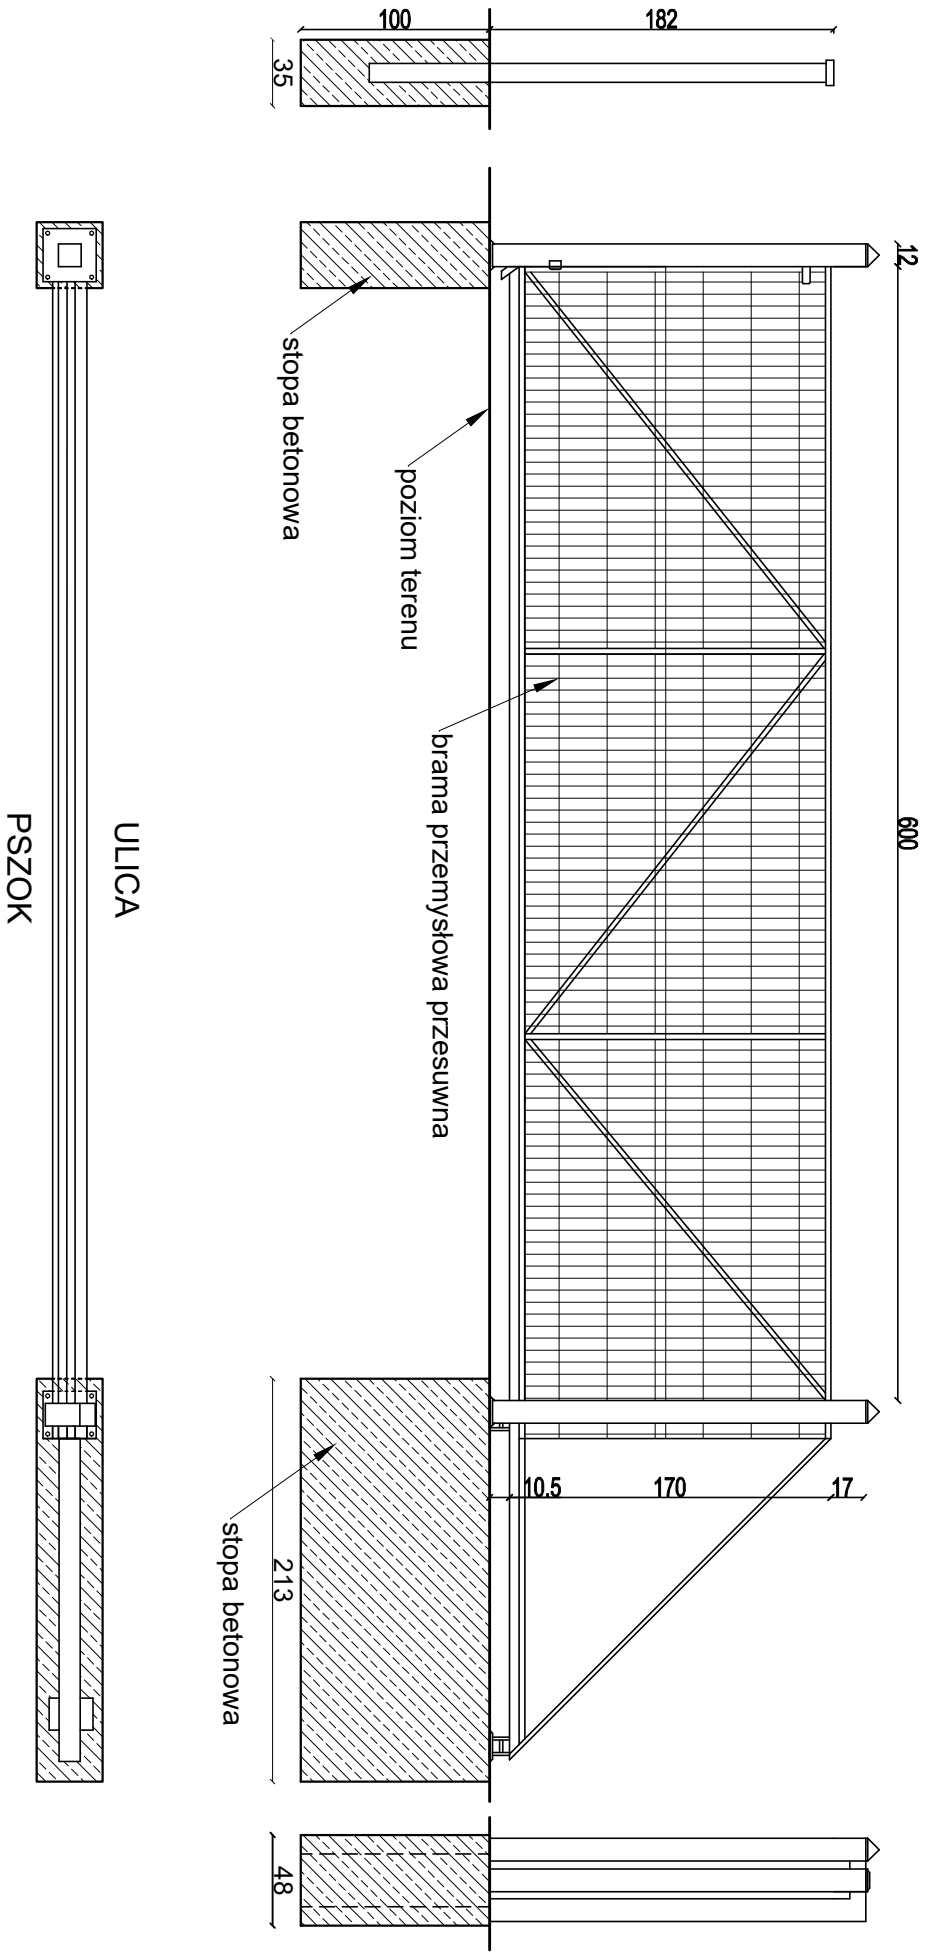 12
600
182
100
35
stopa betonowa
poziom terenu
brama przemysłowa przesuwna
10,5
170
17
stopa betonowa
213
48
ULICA
PSZOK